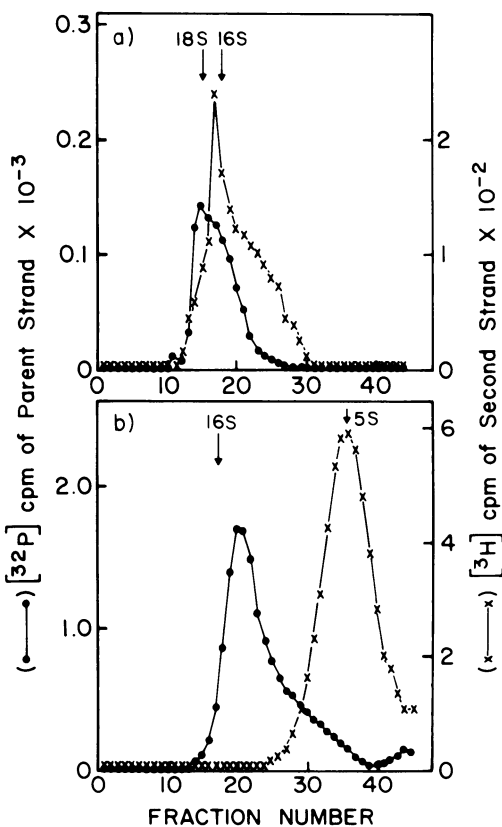 0.3
a)
18S 16S
0.2
2
0.1
1
0
0
0 10 20 30 40
b)
16S
5S
6
2.0
4
1.0
2
0
0
0 10 20 30 40
FRACTION NUMBER
(●—●) [³²P] cpm of Parent Strand X 10⁻³
(x—x) [³H] cpm of Second Strand X 10⁻²